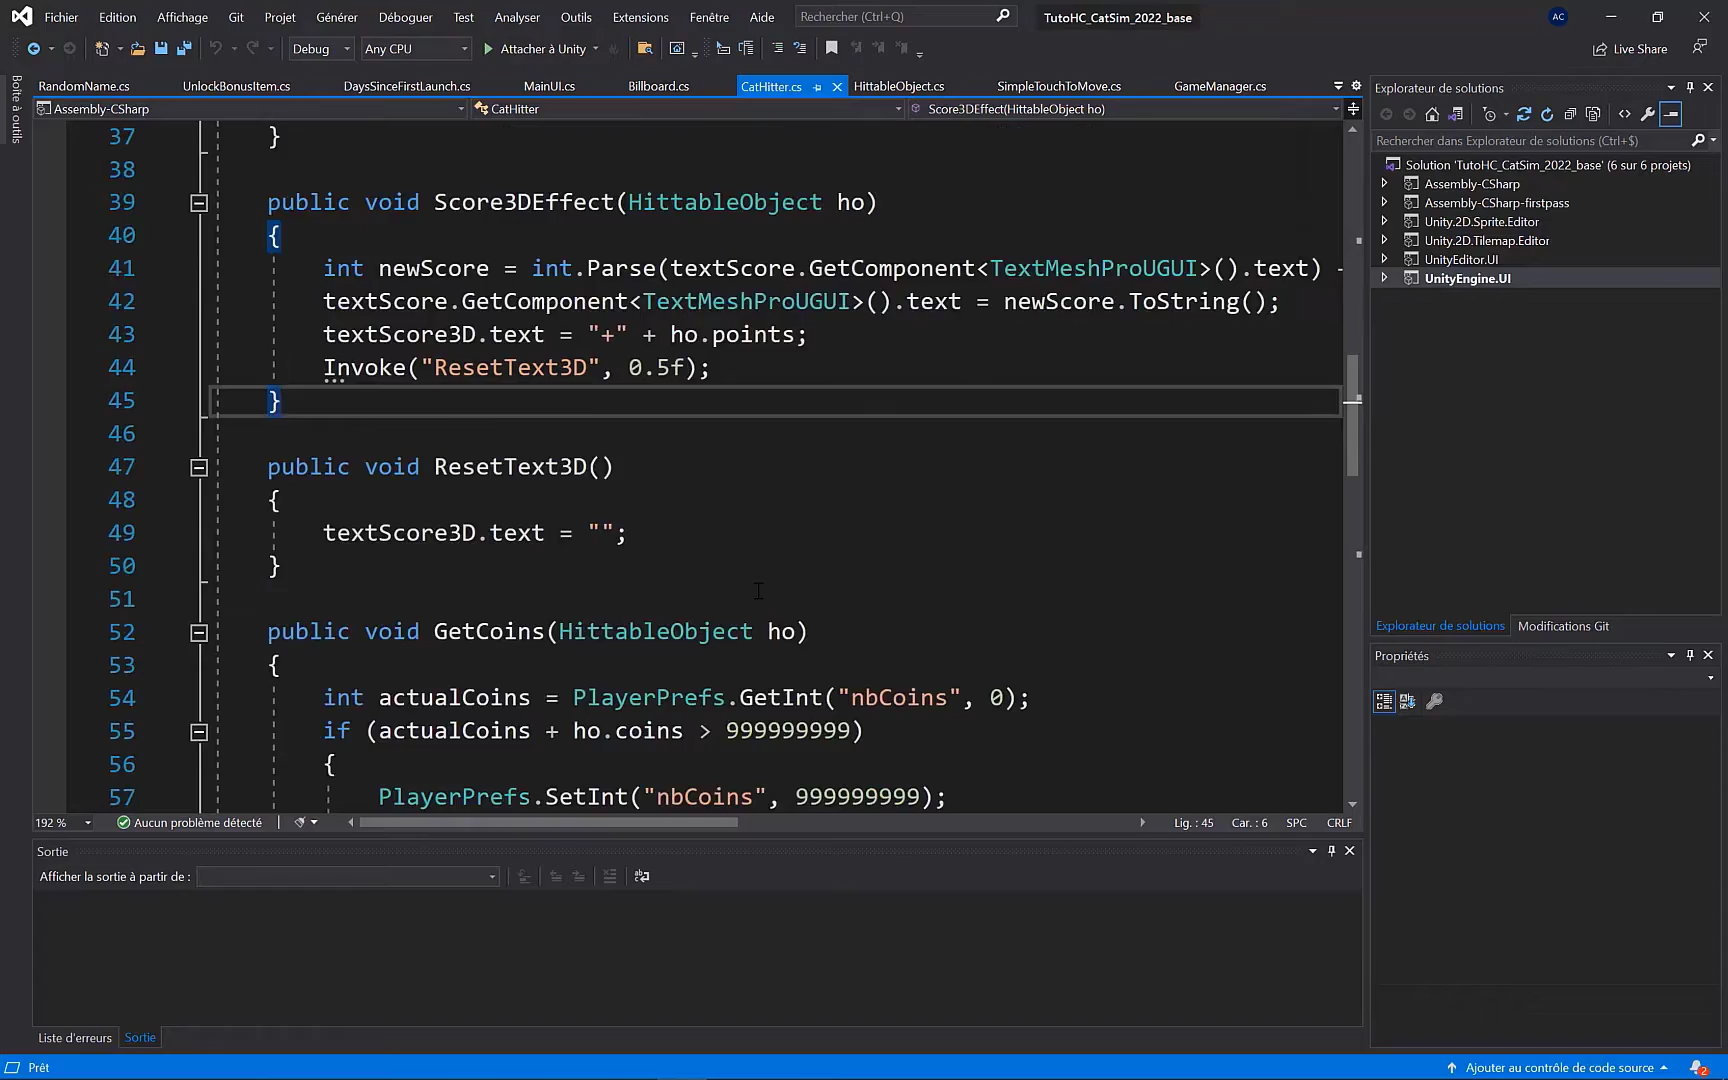 Fichier Edition Affichage Git Projet Générer Déboguer Test Analyser Outils Extensions Fenêtre Aide Rechercher (Ctrl+Q) TutoHC_CatSim_2022_base AC
Debug Any CPU Attacher à Unity Live Share
Boîte à outils
RandomName.cs UnlockBonusItem.cs DaysSinceFirstLaunch.cs MainUI.cs Billboard.cs CatHitter.cs HittableObject.cs SimpleTouchToMove.cs GameManager.cs
Assembly-CSharp CatHitter Score3DEffect(HittableObject ho)
37 }
38
39 public void Score3DEffect(HittableObject ho)
40 {
41 int newScore = int.Parse(textScore.GetComponent<TextMeshProUGUI>().text)
42 textScore.GetComponent<TextMeshProUGUI>().text = newScore.ToString();
43 textScore3D.text = "+" + ho.points;
44 Invoke("ResetText3D", 0.5f);
45 }
46
47 public void ResetText3D()
48 {
49 textScore3D.text = "";
50 }
51
52 public void GetCoins(HittableObject ho)
53 {
54 int actualCoins = PlayerPrefs.GetInt("nbCoins", 0);
55 if (actualCoins + ho.coins > 999999999)
56 {
57 PlayerPrefs.SetInt("nbCoins", 999999999);
192 % Aucun problème détecté Lig. : 45 Car. : 6 SPC CRLF
Sortie
Afficher la sortie à partir de :
Liste d'erreurs Sortie
Explorateur de solutions
Rechercher dans Explorateur de solutions (Ctrl+$)
Solution 'TutoHC_CatSim_2022_base' (6 sur 6 projets)
Assembly-CSharp
Assembly-CSharp-firstpass
Unity.2D.Sprite.Editor
Unity.2D.Tilemap.Editor
UnityEditor.UI
UnityEngine.UI
Explorateur de solutions Modifications Git
Propriétés
Prêt Ajouter au contrôle de code source 2